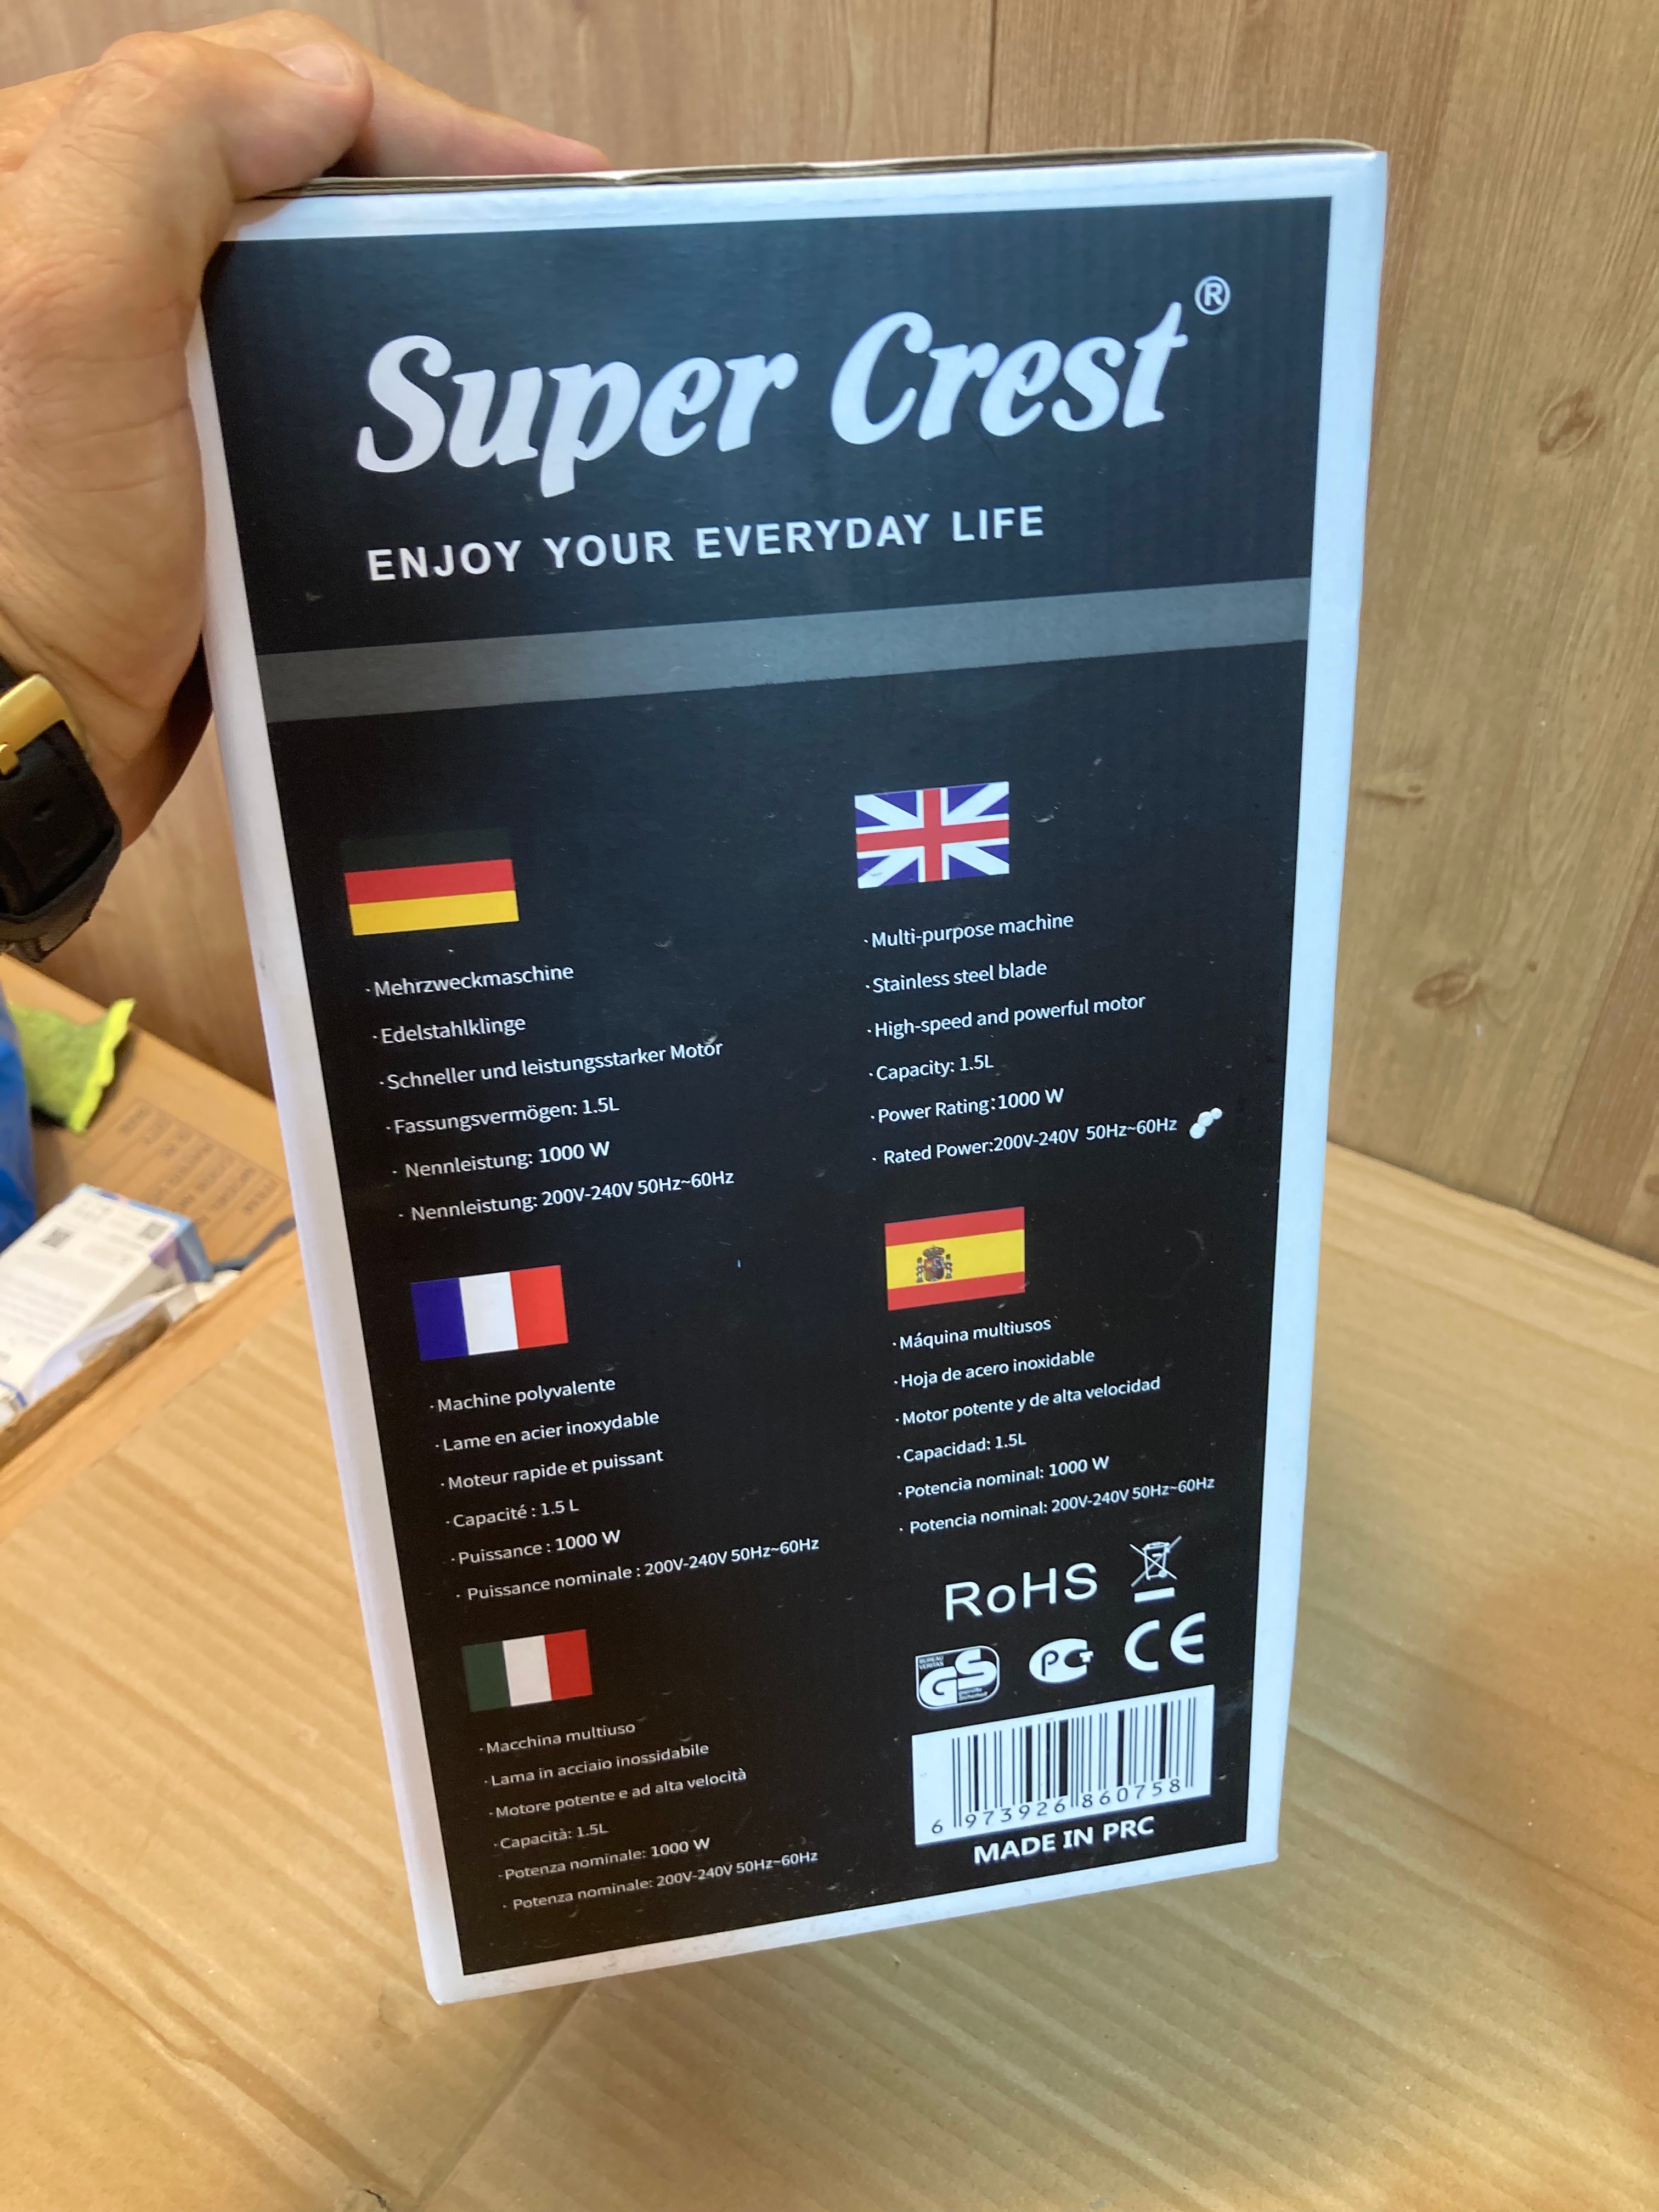 Super Crest®
ENJOY YOUR EVERYDAY LIFE
·Mehrzweckmaschine
·Edelstahlklinge
·Schneller und leistungsstarker Motor
·Fassungsvermögen: 1.5L
· Nennleistung: 1000 W
· Nennleistung: 200V-240V 50Hz~60Hz
·Multi-purpose machine
·Stainless steel blade
·High-speed and powerful motor
·Capacity: 1.5L
·Power Rating:1000 W
· Rated Power:200V-240V 50Hz~60Hz
·Machine polyvalente
·Lame en acier inoxydable
·Moteur rapide et puissant
·Capacité : 1.5 L
·Puissance : 1000 W
· Puissance nominale : 200V-240V 50Hz~60Hz
·Máquina multiusos
·Hoja de acero inoxidable
·Motor potente y de alta velocidad
·Capacidad: 1.5L
·Potencia nominal: 1000 W
· Potencia nominal: 200V-240V 50Hz~60Hz
·Macchina multiuso
·Lama in acciaio inossidabile
·Motore potente e ad alta velocità
·Capacità: 1.5L
·Potenza nominale: 1000 W
· Potenza nominale: 200V-240V 50Hz~60Hz
RoHS
BUREAU
VERITAS
GS
geprüfte
Sicherheit
PCT
CE
6 973926 860758
MADE IN PRC